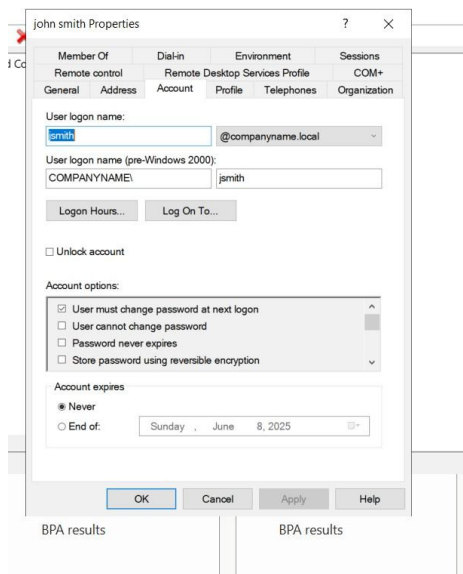 john smith Properties ? ×
d Co
Member Of Dial-in Environment Sessions
Remote control Remote Desktop Services Profile COM+
General Address Account Profile Telephones Organization
User logon name:
jsmith @companyname.local
User logon name (pre-Windows 2000):
COMPANYNAME\ jsmith
Logon Hours... Log On To...
Unlock account
Account options:
User must change password at next logon
User cannot change password
Password never expires
Store password using reversible encryption
Account expires
Never
End of: Sunday , June 8, 2025
OK Cancel Apply Help
BPA results BPA results